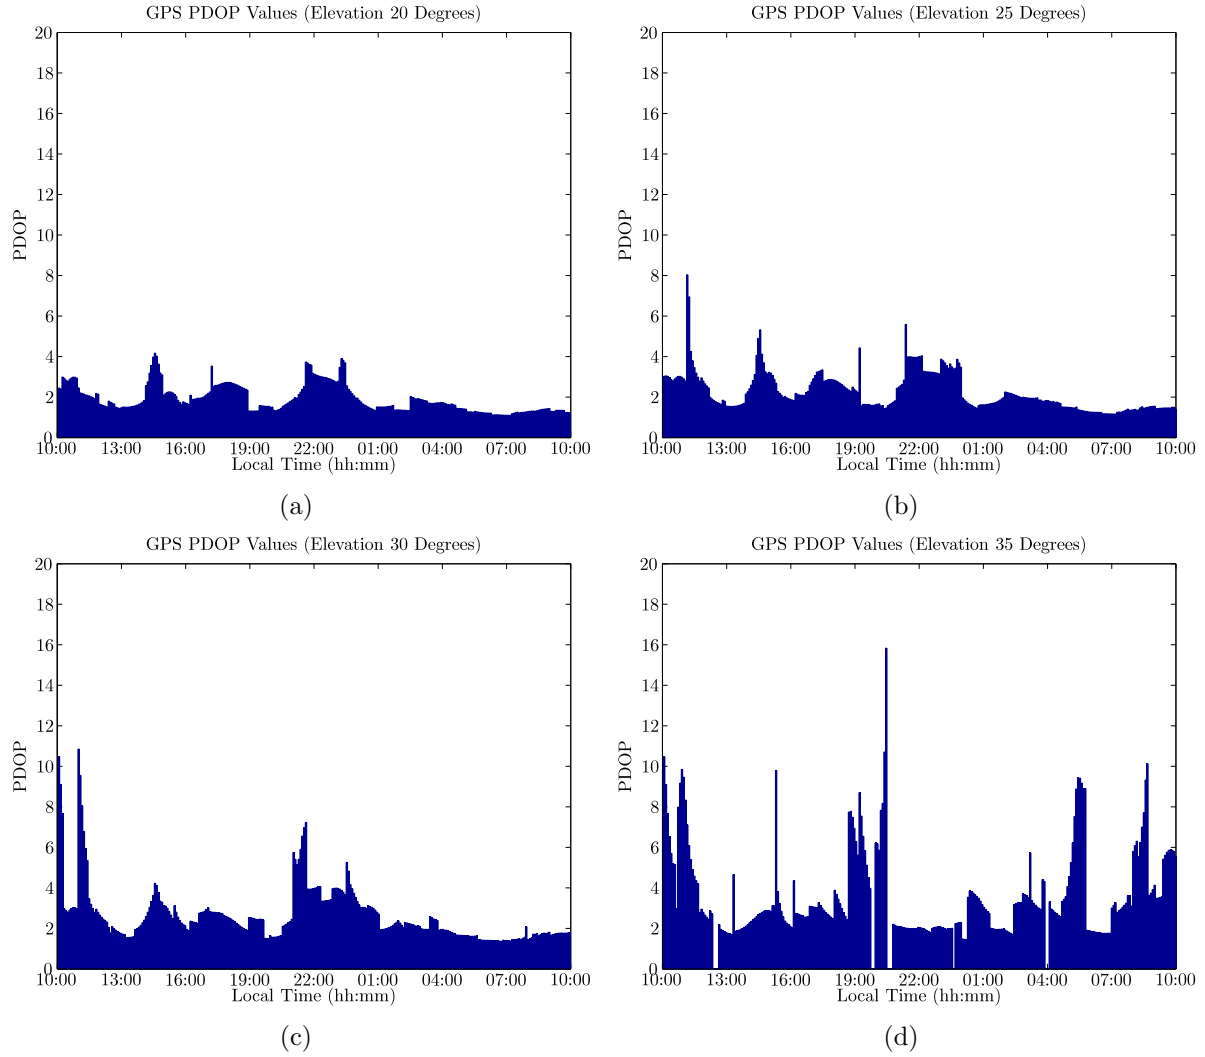 GPS PDOP Values (Elevation 20 Degrees)
20
18
16
14
12
10
8
6
4
2
0
PDOP
10:00 13:00 16:00 19:00 22:00 01:00 04:00 07:00 10:00
Local Time (hh:mm)
(a)
GPS PDOP Values (Elevation 25 Degrees)
20
18
16
14
12
10
8
6
4
2
0
PDOP
10:00 13:00 16:00 19:00 22:00 01:00 04:00 07:00 10:00
Local Time (hh:mm)
(b)
GPS PDOP Values (Elevation 30 Degrees)
20
18
16
14
12
10
8
6
4
2
0
PDOP
10:00 13:00 16:00 19:00 22:00 01:00 04:00 07:00 10:00
Local Time (hh:mm)
(c)
GPS PDOP Values (Elevation 35 Degrees)
20
18
16
14
12
10
8
6
4
2
0
PDOP
10:00 13:00 16:00 19:00 22:00 01:00 04:00 07:00 10:00
Local Time (hh:mm)
(d)